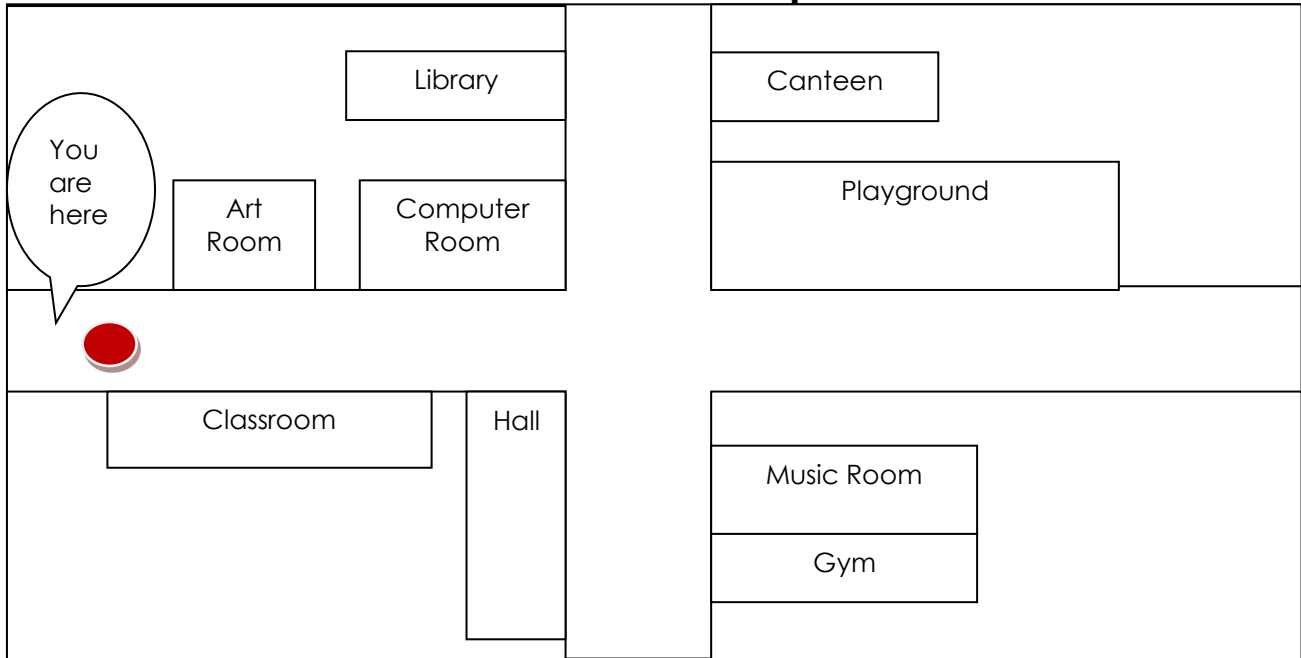 Library
Canteen
You
are
here
Art
Room
Computer
Room
Playground
Classroom
Hall
Music Room
Gym